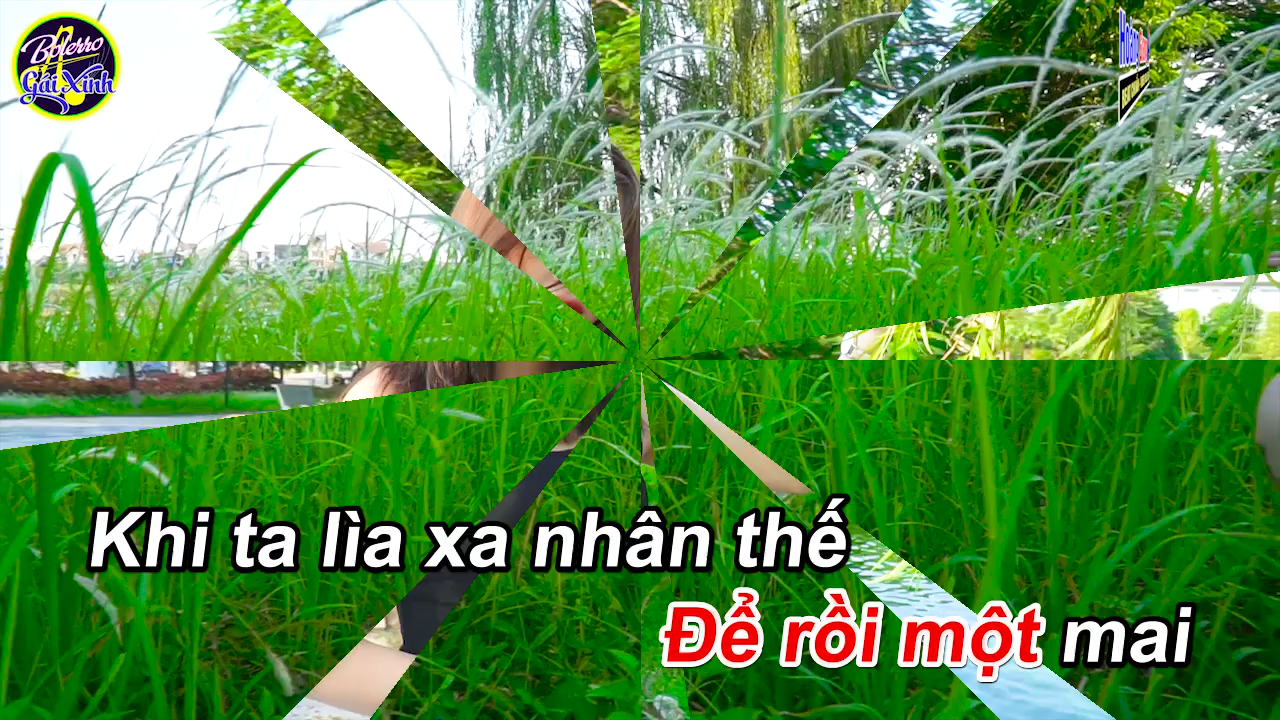 Bolerro
Gái Xinh
Khi ta lìa xa nhân thế
Để rồi một mai